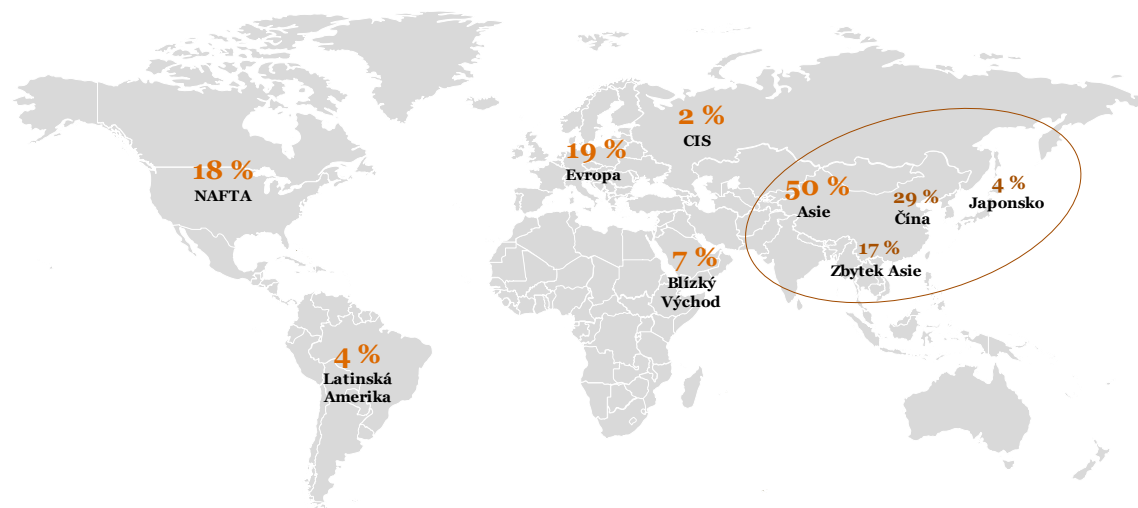 2 %
CIS
19 %
Evropa
18 %
NAFTA
50 %
Asie
29 %
Čína
4 %
Japonsko
17 %
Zbytek Asie
7 %
Blízký
Východ
4 %
Latinská
Amerika